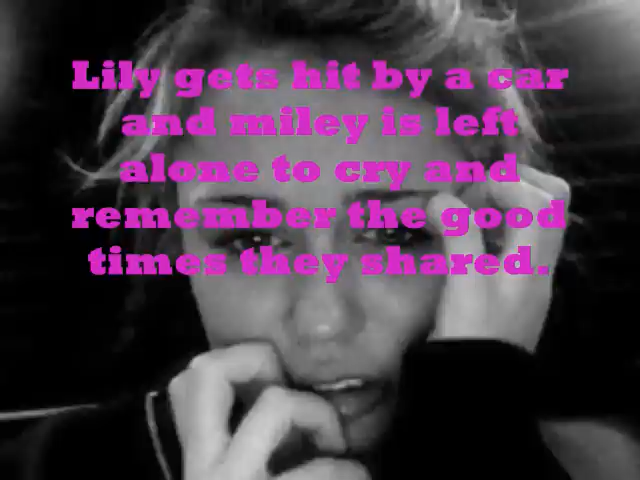 Lily gets hit by a car
and miley is left
alone to cry and
remember the good
times they shared.